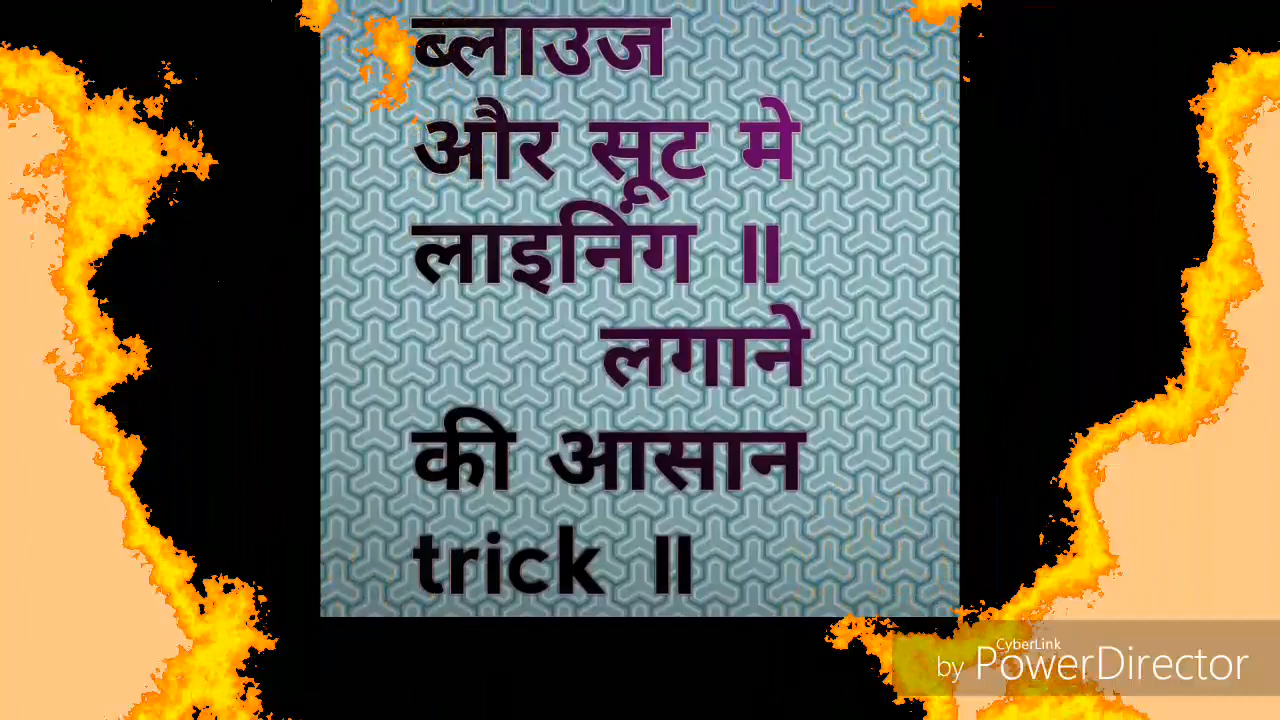 ब्लाउज
और सूट मे
लाइनिंग ॥
लगाने
की आसान
trick ॥
CyberLink
by PowerDirector